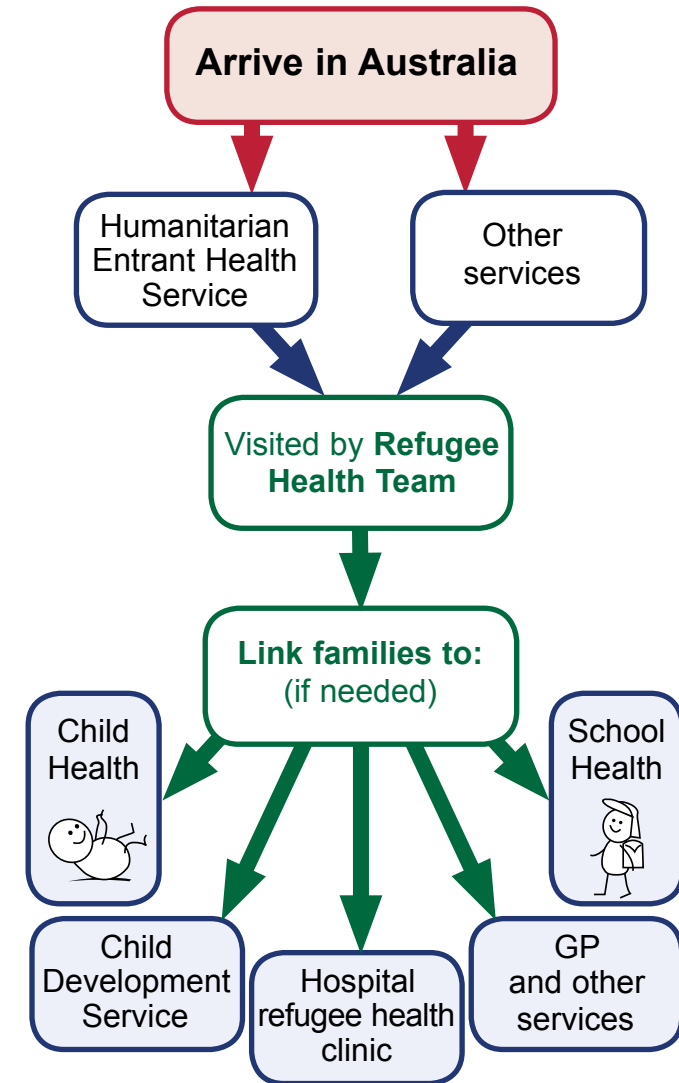 Arrive in Australia
Humanitarian
Entrant Health
Service
Other
services
Visited by Refugee
Health Team
Link families to:
(if needed)
Child
Health
School
Health
Child
Development
Service
Hospital
refugee health
clinic
GP
and other
services